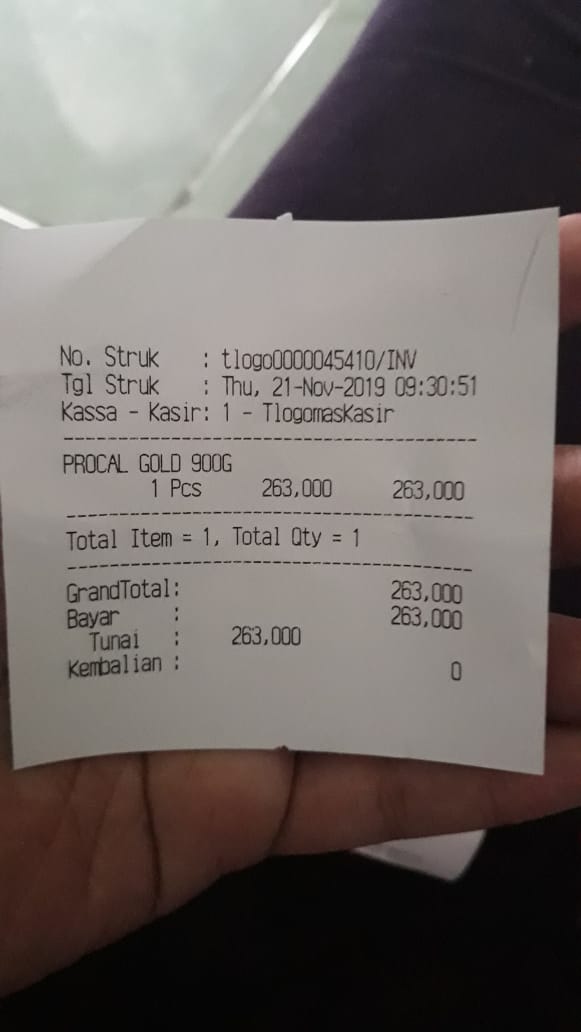 No. Struk : tlogo0000045410/INV
Tgl Struk : Thu, 21-Nov-2019 09:30:51
Kassa - Kasir: 1 - TlogomasKasir
--------------------------------------------------
PROCAL GOLD 900G
1 Pcs 263,000 263,000
--------------------------------------------------
Total Item = 1, Total Qty = 1
--------------------------------------------------
GrandTotal: 263,000
Bayar : 263,000
Tunai : 263,000
Kembalian : 0